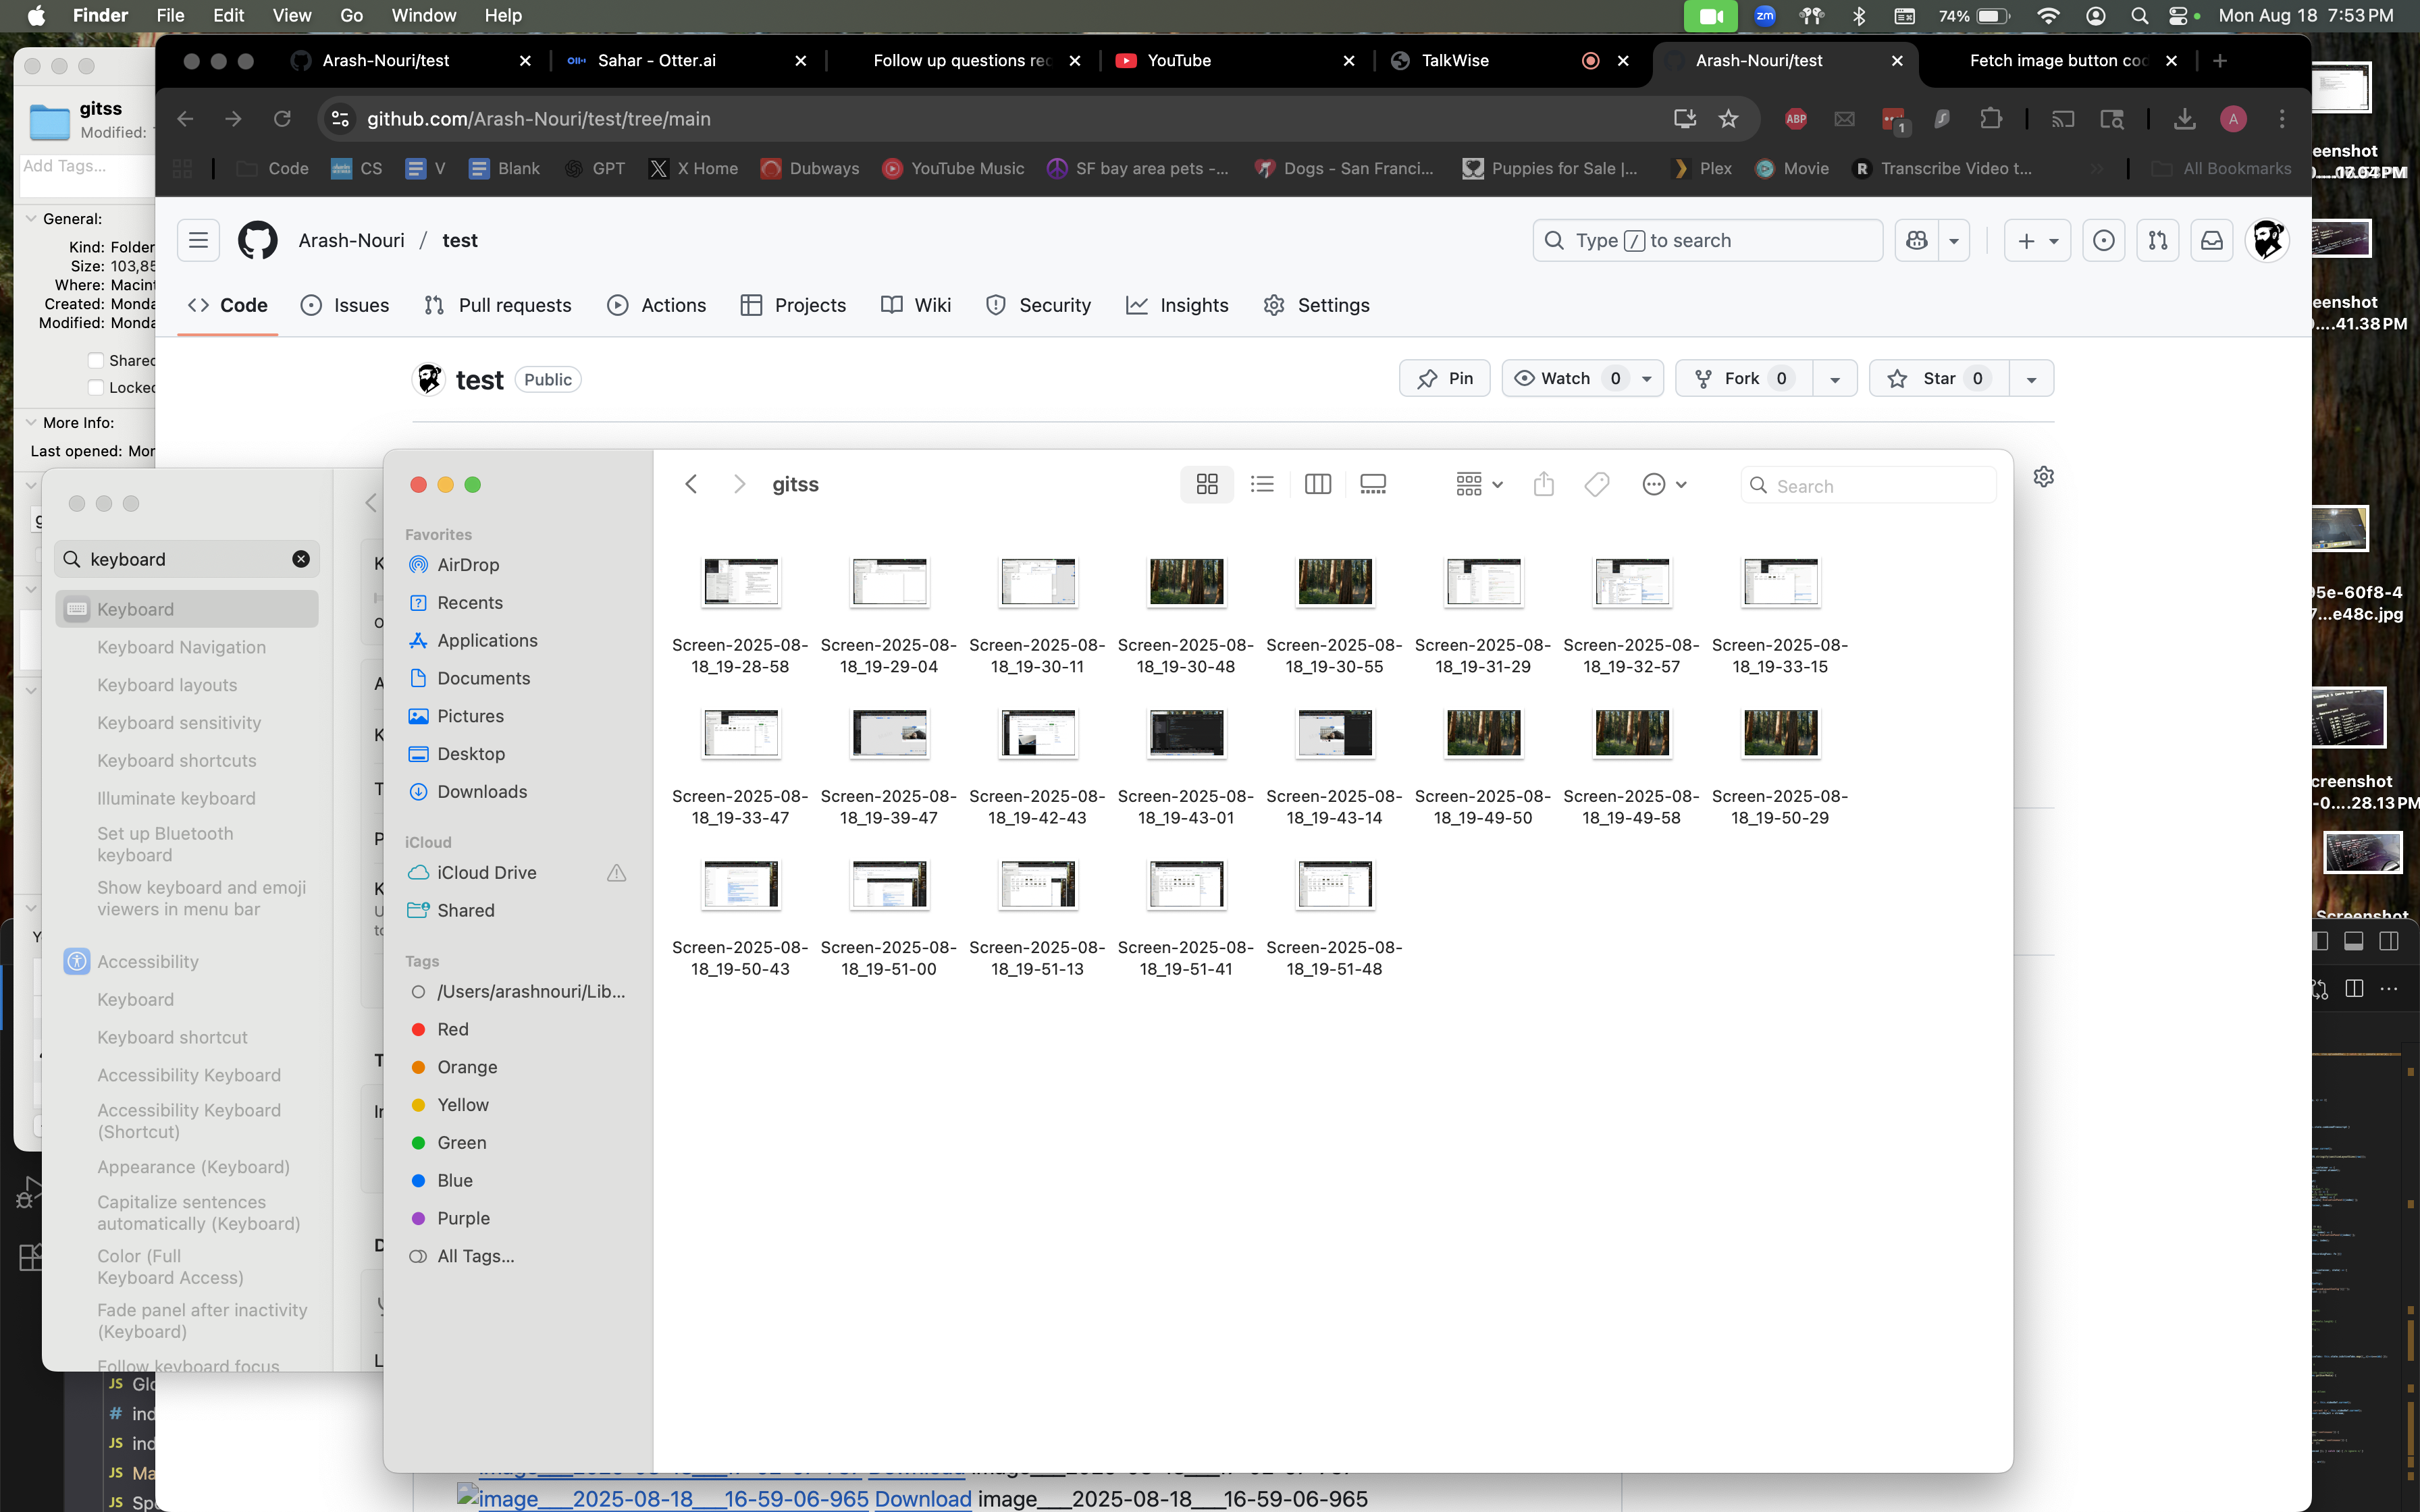 Finder File Edit View Go Window Help
zm 74% Mon Aug 18 7:53 PM
Arash-Nouri/test
Sahar - Otter.ai
Follow up questions rec
YouTube
TalkWise
Arash-Nouri/test
Fetch image button co
github.com/Arash-Nouri/test/tree/main
ABP
1
A
Code CS V Blank GPT X Home Dubways YouTube Music SF bay area pets -... Dogs - San Franci... Puppies for Sale |... Plex Movie R Transcribe Video t... All Bookmarks
gitss
Modified:
Add Tags...
General:
Kind: Folder
Size: 103,85
Where: Macint
Created: Monda
Modified: Monda
Shared
Locked
More Info:
Last opened: Mor
Arash-Nouri / test
Type / to search
Code Issues Pull requests Actions Projects Wiki Security Insights Settings
test Public
Pin
Watch 0
Fork 0
Star 0
keyboard
Keyboard
Keyboard Navigation
Keyboard layouts
Keyboard sensitivity
Keyboard shortcuts
Illuminate keyboard
Set up Bluetooth
keyboard
Show keyboard and emoji
viewers in menu bar
Accessibility
Keyboard
Keyboard shortcut
Accessibility Keyboard
Accessibility Keyboard
(Shortcut)
Appearance (Keyboard)
Capitalize sentences
automatically (Keyboard)
Color (Full
Keyboard Access)
Fade panel after inactivity
(Keyboard)
Follow keyboard focus
gitss
Search
Favorites
AirDrop
Recents
Applications
Documents
Pictures
Desktop
Downloads
iCloud
iCloud Drive
Shared
Tags
/Users/arashnouri/Lib...
Red
Orange
Yellow
Green
Blue
Purple
All Tags...
Screen-2025-08-
18_19-28-58
Screen-2025-08-
18_19-29-04
Screen-2025-08-
18_19-30-11
Screen-2025-08-
18_19-30-48
Screen-2025-08-
18_19-30-55
Screen-2025-08-
18_19-31-29
Screen-2025-08-
18_19-32-57
Screen-2025-08-
18_19-33-15
Screen-2025-08-
18_19-33-47
Screen-2025-08-
18_19-39-47
Screen-2025-08-
18_19-42-43
Screen-2025-08-
18_19-43-01
Screen-2025-08-
18_19-43-14
Screen-2025-08-
18_19-49-50
Screen-2025-08-
18_19-49-58
Screen-2025-08-
18_19-50-29
Screen-2025-08-
18_19-50-43
Screen-2025-08-
18_19-51-00
Screen-2025-08-
18_19-51-13
Screen-2025-08-
18_19-51-41
Screen-2025-08-
18_19-51-48
eenshot
eenshot
0....41.38 PM
95e-60f8-4
7...e48c.jpg
creenshot
-0....28.13 PM
Screenshot
JS Glo
# ind
JS ind
JS Ma
JS Spe
image___2025-08-18___16-59-06-965 Download image___2025-08-18___16-59-06-965